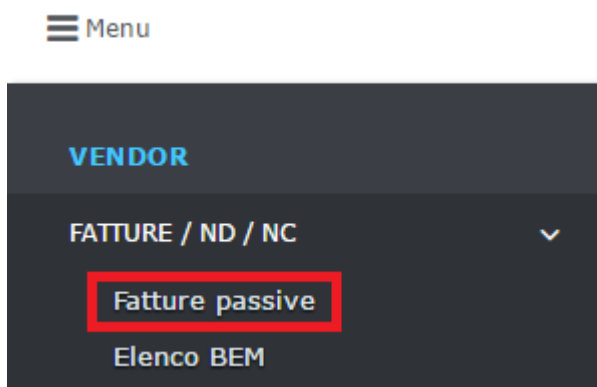 Menu
VENDOR
FATTURE / ND / NC
Fatture passive
Elenco BEM